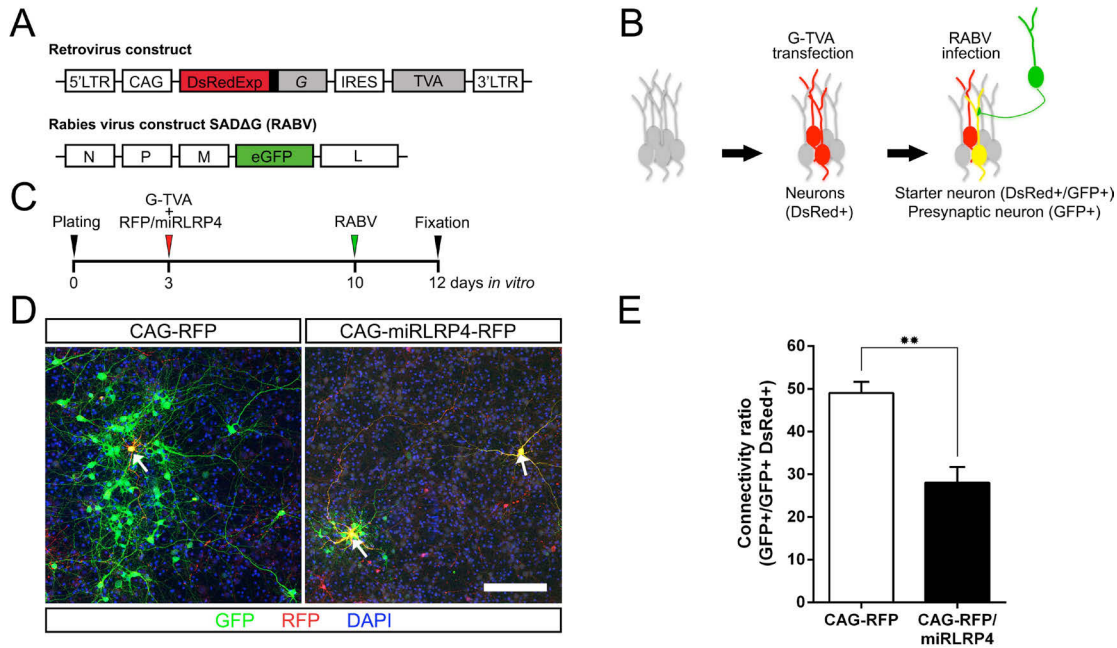 A
Retrovirus construct
5'LTR CAG DsRedExp G IRES TVA 3'LTR
Rabies virus construct SADΔG (RABV)
N P M eGFP L
B
G-TVA
transfection
RABV
infection
Neurons
(DsRed+)
Starter neuron (DsRed+/GFP+)
Presynaptic neuron (GFP+)
C
G-TVA
+
Plating RFP/miRLRP4 RABV Fixation
0 3 10 12 days in vitro
D
CAG-RFP CAG-miRLRP4-RFP
GFP RFP DAPI
E
**
Connectivity ratio
(GFP+/GFP+ DsRed+)
60
50
40
30
20
10
0
CAG-RFP
CAG-RFP/
miRLRP4